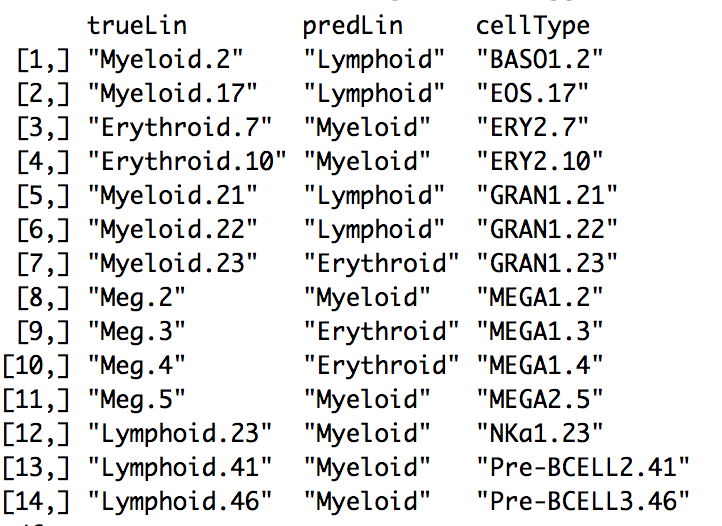 trueLin predLin cellType
[1,] "Myeloid.2" "Lymphoid" "BASO1.2"
[2,] "Myeloid.17" "Lymphoid" "EOS.17"
[3,] "Erythroid.7" "Myeloid" "ERY2.7"
[4,] "Erythroid.10" "Myeloid" "ERY2.10"
[5,] "Myeloid.21" "Lymphoid" "GRAN1.21"
[6,] "Myeloid.22" "Lymphoid" "GRAN1.22"
[7,] "Myeloid.23" "Erythroid" "GRAN1.23"
[8,] "Meg.2" "Myeloid" "MEGA1.2"
[9,] "Meg.3" "Erythroid" "MEGA1.3"
[10,] "Meg.4" "Erythroid" "MEGA1.4"
[11,] "Meg.5" "Myeloid" "MEGA2.5"
[12,] "Lymphoid.23" "Myeloid" "NKa1.23"
[13,] "Lymphoid.41" "Myeloid" "Pre-BCELL2.41"
[14,] "Lymphoid.46" "Myeloid" "Pre-BCELL3.46"